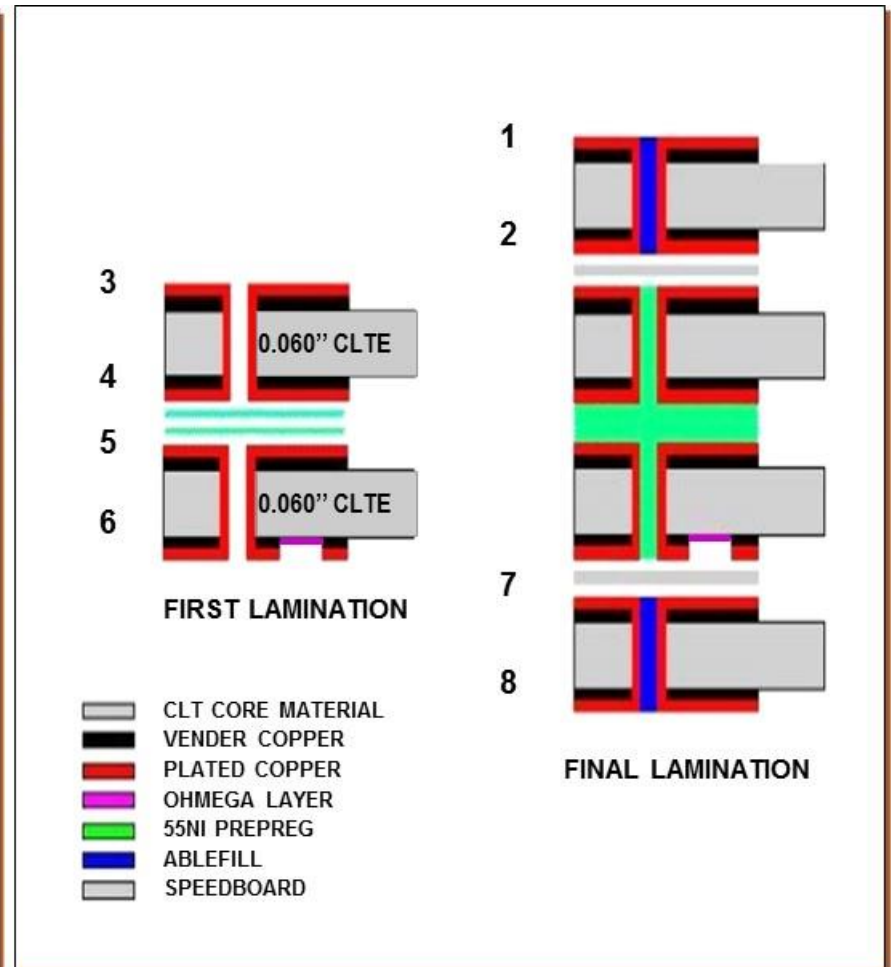 3
4
5
6
0.060” CLTE
0.060” CLTE
FIRST LAMINATION
1
2
7
8
FINAL LAMINATION
CLT CORE MATERIAL
VENDER COPPER
PLATED COPPER
OHMEGA LAYER
55NI PREPREG
ABLEFILL
SPEEDBOARD